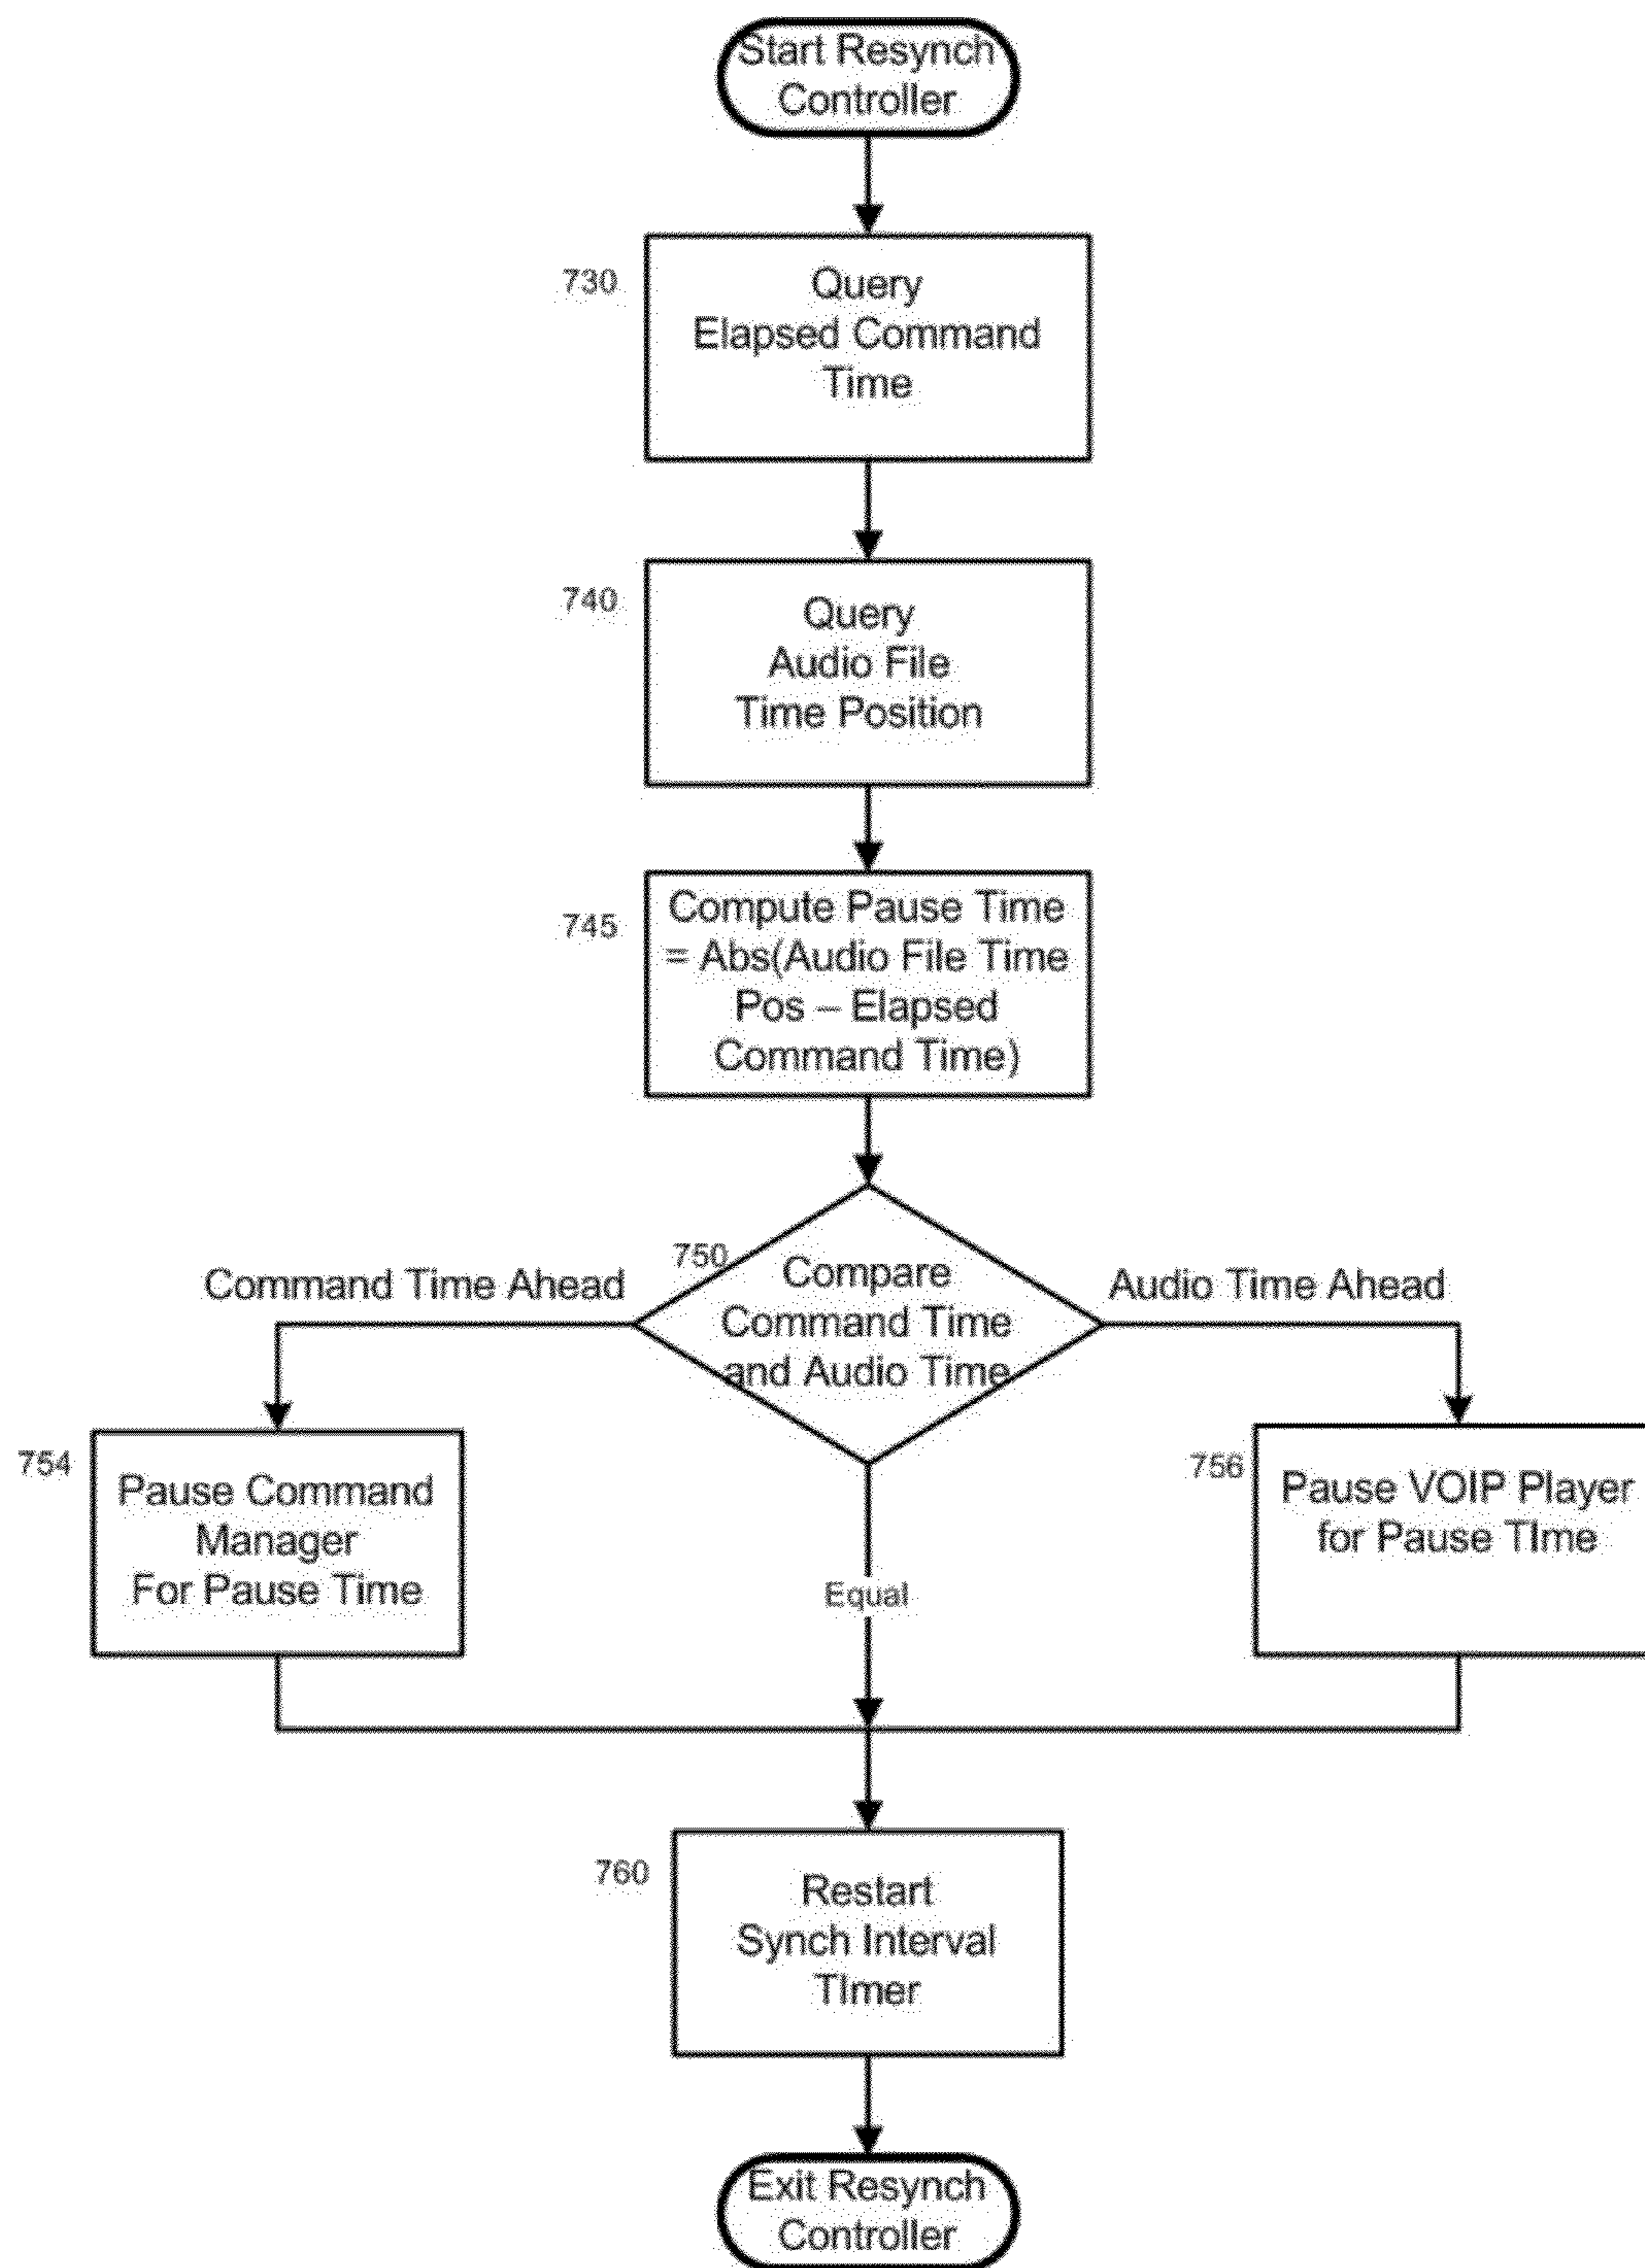 Start Resynch
Controller
730
Query
Elapsed Command
Time
740
Query
Audio File
Time Position
745
Compute Pause Time
= Abs(Audio File Time
Pos – Elapsed
Command Time)
750
Compare
Command Time
and Audio Time
Command Time Ahead
Audio Time Ahead
754
Pause Command
Manager
For Pause Time
Equal
756
Pause VOIP Player
for Pause TIme
760
Restart
Synch Interval
TImer
Exit Resynch
Controller